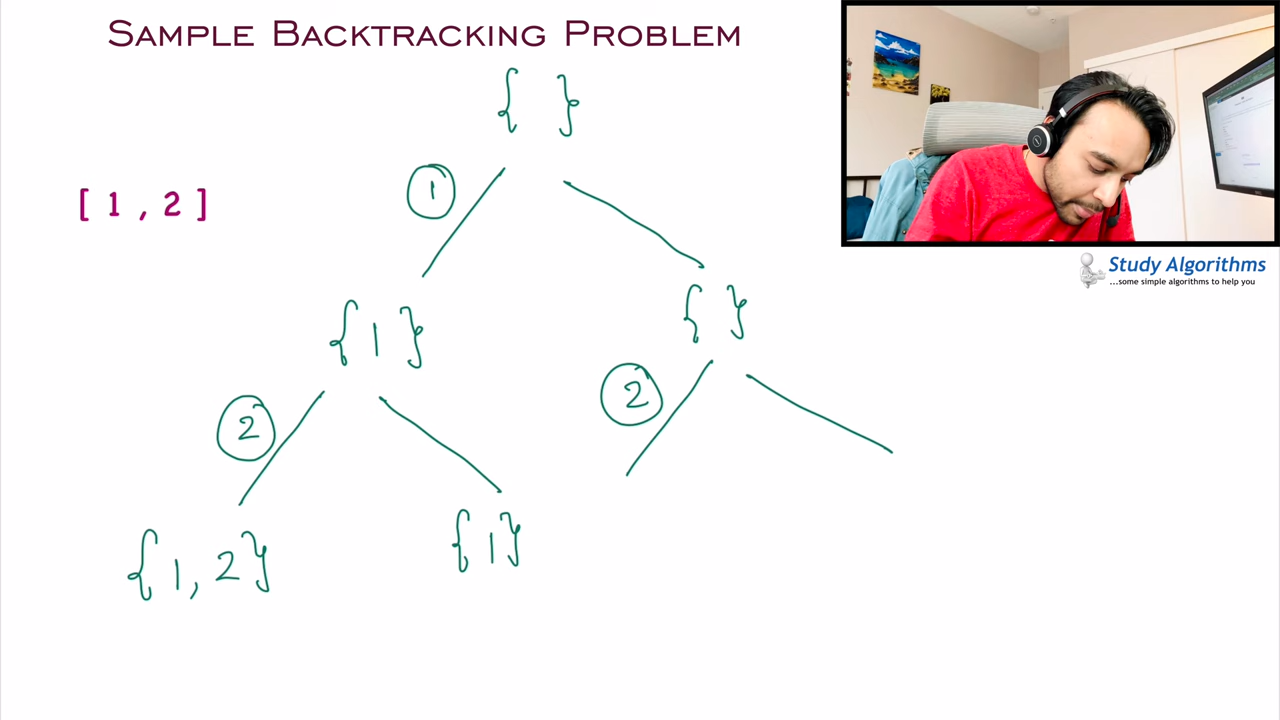 SAMPLE BACKTRACKING PROBLEM
{ }
1
[ 1 , 2 ]
Study Algorithms
...some simple algorithms to help you
{ 1 }
{ }
2
2
{ 1, 2 }
{ 1 }